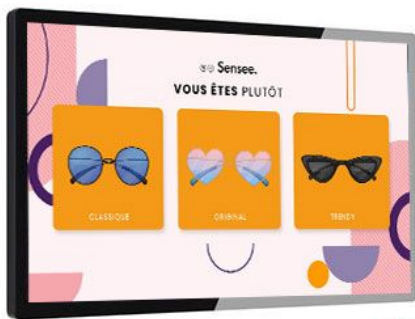 Sensee.
VOUS ÊTES PLUTÔT
CLASSIQUE
ORIGINAL
TRENDY